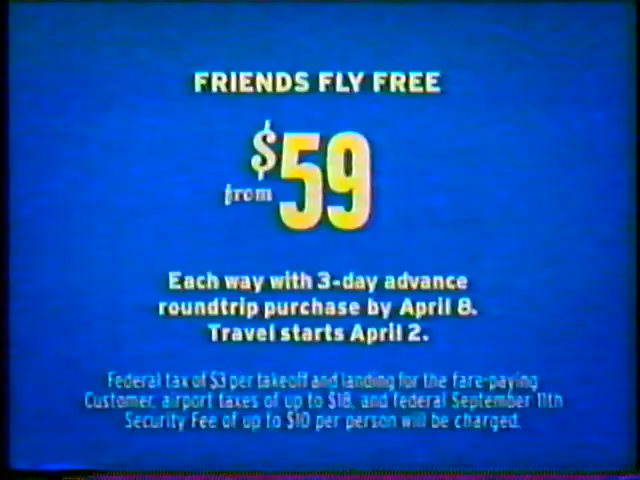 FRIENDS FLY FREE
from $59
Each way with 3-day advance
roundtrip purchase by April 8.
Travel starts April 2.
Federal tax of $3 per takeoff and landing for the fare-paying
Customer, airport taxes of up to $18, and federal September 11th
Security Fee of up to $10 per person will be charged.